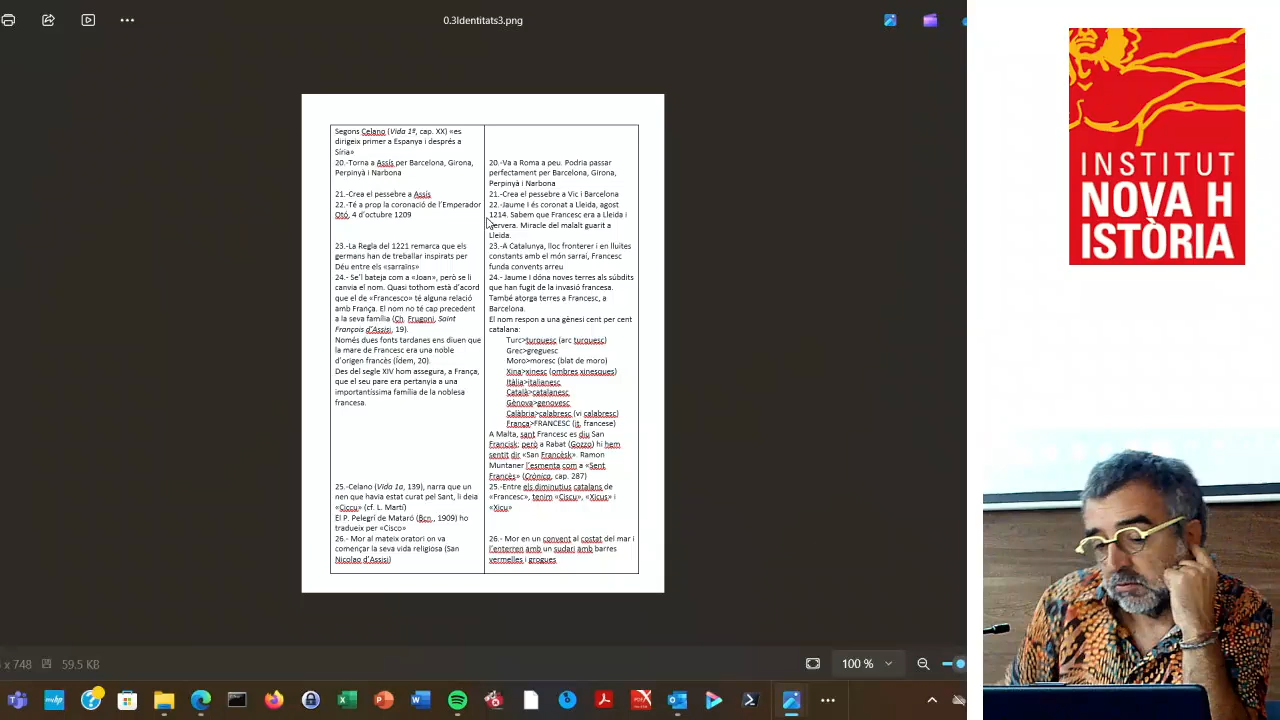 0.3Identitats3.png
Segons Celano (Vida 1ª, cap. XX) «es
dirigeix primer a Espanya i després a
Síria»
20.-Torna a Assís per Barcelona, Girona,
Perpinyà i Narbona
21.-Crea el pessebre a Assís
22.-Té a prop la coronació de l'Emperador
Otó, 4 d'octubre 1209
23.-La Regla del 1221 remarca que els
germans han de treballar inspirats per
Déu entre els «sarraïns»
24.- Se'l bateja com a «Joan», però se li
canvia el nom. Quasi tothom està d'acord
que el de «Francesco» té alguna relació
amb França. El nom no té cap precedent
a la seva família (Ch. Frugoni, Saint
François d'Assisi, 19).
Només dues fonts tardanes ens diuen que
la mare de Francesc era una noble
d'origen francès (Ídem, 20).
Des del segle XIV hom assegura, a França,
que el seu pare era pertanyia a una
importantíssima família de la noblesa
francesa.
25.-Celano (Vida 1a, 139), narra que un
nen que havia estat curat pel Sant, li deia
«Ciccu» (cf. L. Martí)
El P. Pelegrí de Mataró (Bcn., 1909) ho
tradueix per «Cisco»
26.- Mor al mateix oratori on va
començar la seva vida religiosa (San
Nicolao d'Assisi)
20.-Va a Roma a peu. Podria passar
perfectament per Barcelona, Girona,
Perpinyà i Narbona
21.-Crea el pessebre a Vic i Barcelona
22.-Jaume I és coronat a Lleida, agost
1214. Sabem que Francesc era a Lleida i
Cervera. Miracle del malalt guarit a
Lleida.
23.-A Catalunya, lloc fronterer i en lluites
constants amb el món sarraí, Francesc
funda convents arreu
24.- Jaume I dóna noves terres als súbdits
que han fugit de la invasió francesa.
També atorga terres a Francesc, a
Barcelona.
El nom respon a una gènesi cent per cent
catalana:
Turc>turquesc (arc turquesc)
Grec>greguesc
Moro>moresc (blat de moro)
Xina>xinesc (ombres xinesques)
Itàlia>italianesc
Català>catalanesc
Gènova>genovesc
Calàbria>calabresc (vi calabresc)
França>FRANCESC (it. francese)
A Malta, sant Francesc es diu San
Francisk; però a Rabat (Gozzo) hi hem
sentit dir «San Francèsk». Ramon
Muntaner l'esmenta com a «Sent
Francès» (Crònica, cap. 287)
25.-Entre els diminutius catalans de
«Francesc», tenim «Ciscu», «Xicus» i
«Xicu»
26.- Mor en un convent al costat del mar i
l'enterren amb un sudari amb barres
vermelles i grogues
x 748
59.5 KB
100 %
INSTITUT
NOVA H
ISTÒRIA